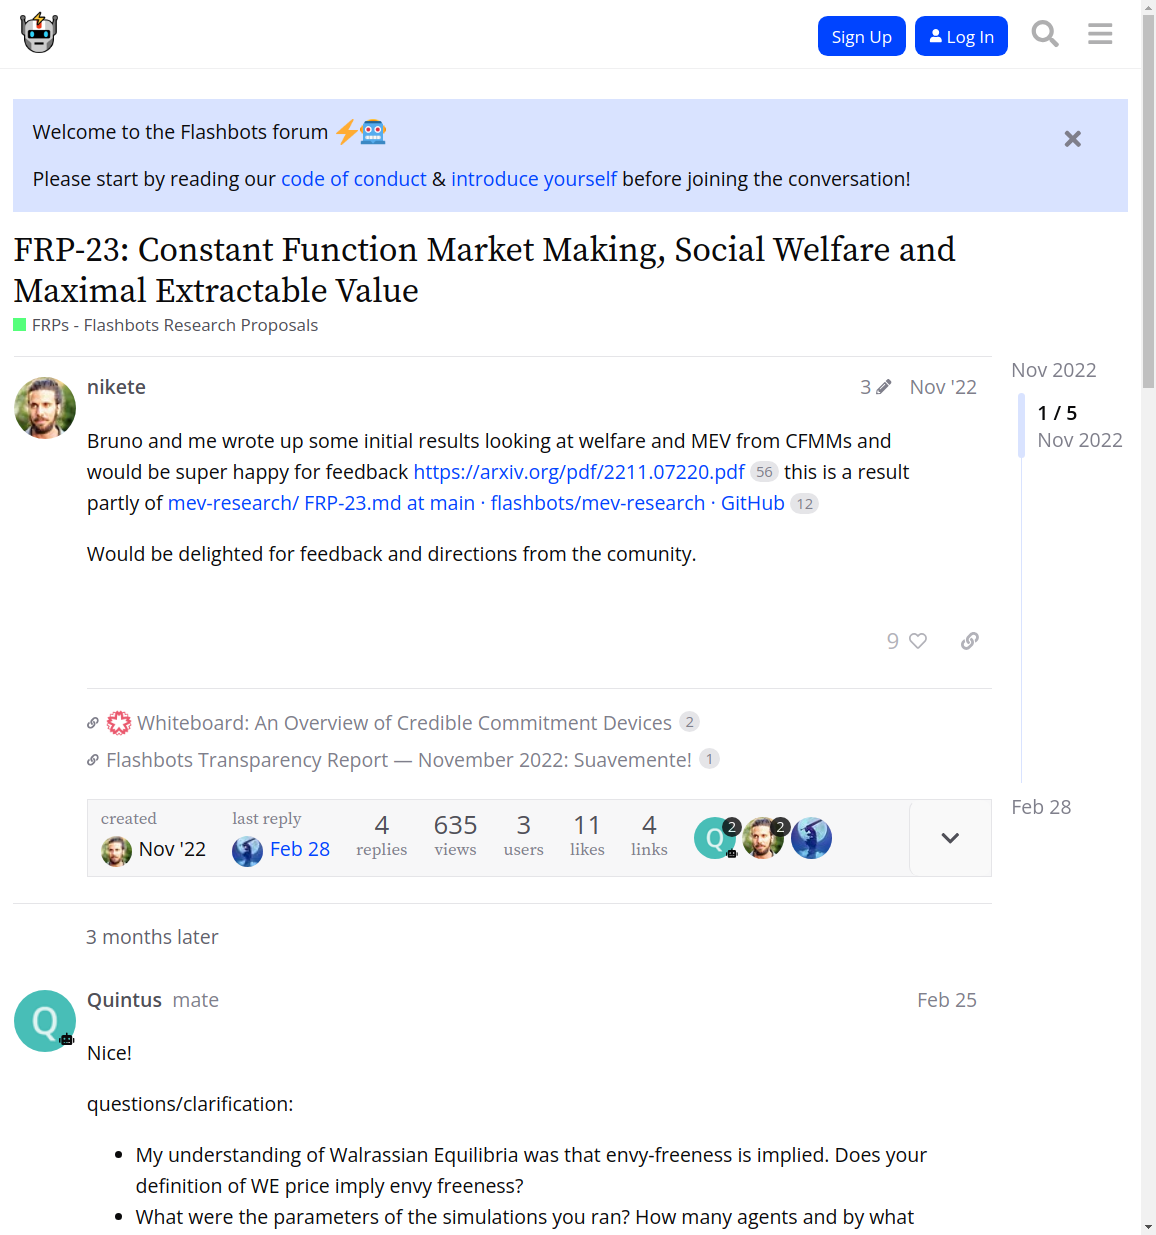 Sign Up
Log In
Welcome to the Flashbots forum
Please start by reading our code of conduct & introduce yourself before joining the conversation!
FRP-23: Constant Function Market Making, Social Welfare and
Maximal Extractable Value
FRPs - Flashbots Research Proposals
nikete
3
Nov '22
Bruno and me wrote up some initial results looking at welfare and MEV from CFMMs and
would be super happy for feedback https://arxiv.org/pdf/2211.07220.pdf 56 this is a result
partly of mev-research/ FRP-23.md at main · flashbots/mev-research · GitHub 12
Would be delighted for feedback and directions from the comunity.
9
Nov 2022
1 / 5
Nov 2022
Feb 28
Whiteboard: An Overview of Credible Commitment Devices 2
Flashbots Transparency Report — November 2022: Suavemente! 1
created
Nov '22
last reply
Feb 28
4
replies
635
views
3
users
11
likes
4
links
Q
2
2
3 months later
Q
Quintus mate
Feb 25
Nice!
questions/clarification:
My understanding of Walrassian Equilibria was that envy-freeness is implied. Does your
definition of WE price imply envy freeness?
What were the parameters of the simulations you ran? How many agents and by what